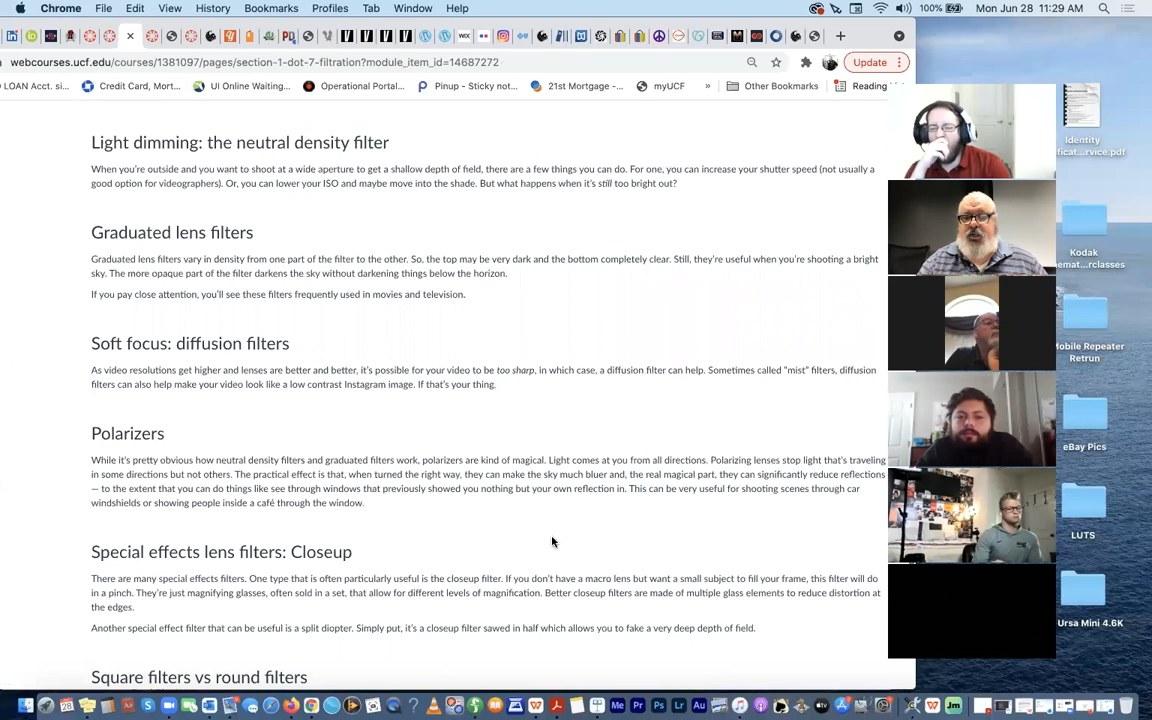 Chrome File Edit View History Bookmarks Profiles Tab Window Help 100% Mon Jun 28 11:29 AM
webcourses.ucf.edu/courses/1381097/pages/section-1-dot-7-filtration?module_item_id=14687272 Update
LOAN Acct. si... Credit Card, Mort... UI Online Waiting... Operational Portal... Pinup - Sticky not... 21st Mortgage -... myUCF » Other Bookmarks Reading
Light dimming: the neutral density filter
When you're outside and you want to shoot at a wide aperture to get a shallow depth of field, there are a few things you can do. For one, you can increase your shutter speed (not usually a
good option for videographers). Or, you can lower your ISO and maybe move into the shade. But what happens when it's still too bright out?
Graduated lens filters
Graduated lens filters vary in density from one part of the filter to the other. So, the top may be very dark and the bottom completely clear. Still, they're useful when you're shooting a bright
sky. The more opaque part of the filter darkens the sky without darkening things below the horizon.
If you pay close attention, you'll see these filters frequently used in movies and television.
Soft focus: diffusion filters
As video resolutions get higher and lenses are better and better, it's possible for your video to be too sharp, in which case, a diffusion filter can help. Sometimes called "mist" filters, diffusion
filters can also help make your video look like a low contrast Instagram image. If that's your thing.
Polarizers
While it's pretty obvious how neutral density filters and graduated filters work, polarizers are kind of magical. Light comes at you from all directions. Polarizing lenses stop light that's traveling
in some directions but not others. The practical effect is that, when turned the right way, they can make the sky much bluer and, the real magical part, they can significantly reduce reflections
— to the extent that you can do things like see through windows that previously showed you nothing but your own reflection in. This can be very useful for shooting scenes through car
windshields or showing people inside a café through the window.
Special effects lens filters: Closeup
There are many special effects filters. One type that is often particularly useful is the closeup filter. If you don't have a macro lens but want a small subject to fill your frame, this filter will do
in a pinch. They're just magnifying glasses, often sold in a set, that allow for different levels of magnification. Better closeup filters are made of multiple glass elements to reduce distortion at
the edges.
Another special effect filter that can be useful is a split diopter. Simply put, it's a closeup filter sawed in half which allows you to fake a very deep depth of field.
Square filters vs round filters
Identity
ficat...rvice.pdf
Kodak
emat...rclasses
Mobile Repeater
Retrun
eBay Pics
LUTS
Ursa Mini 4.6K